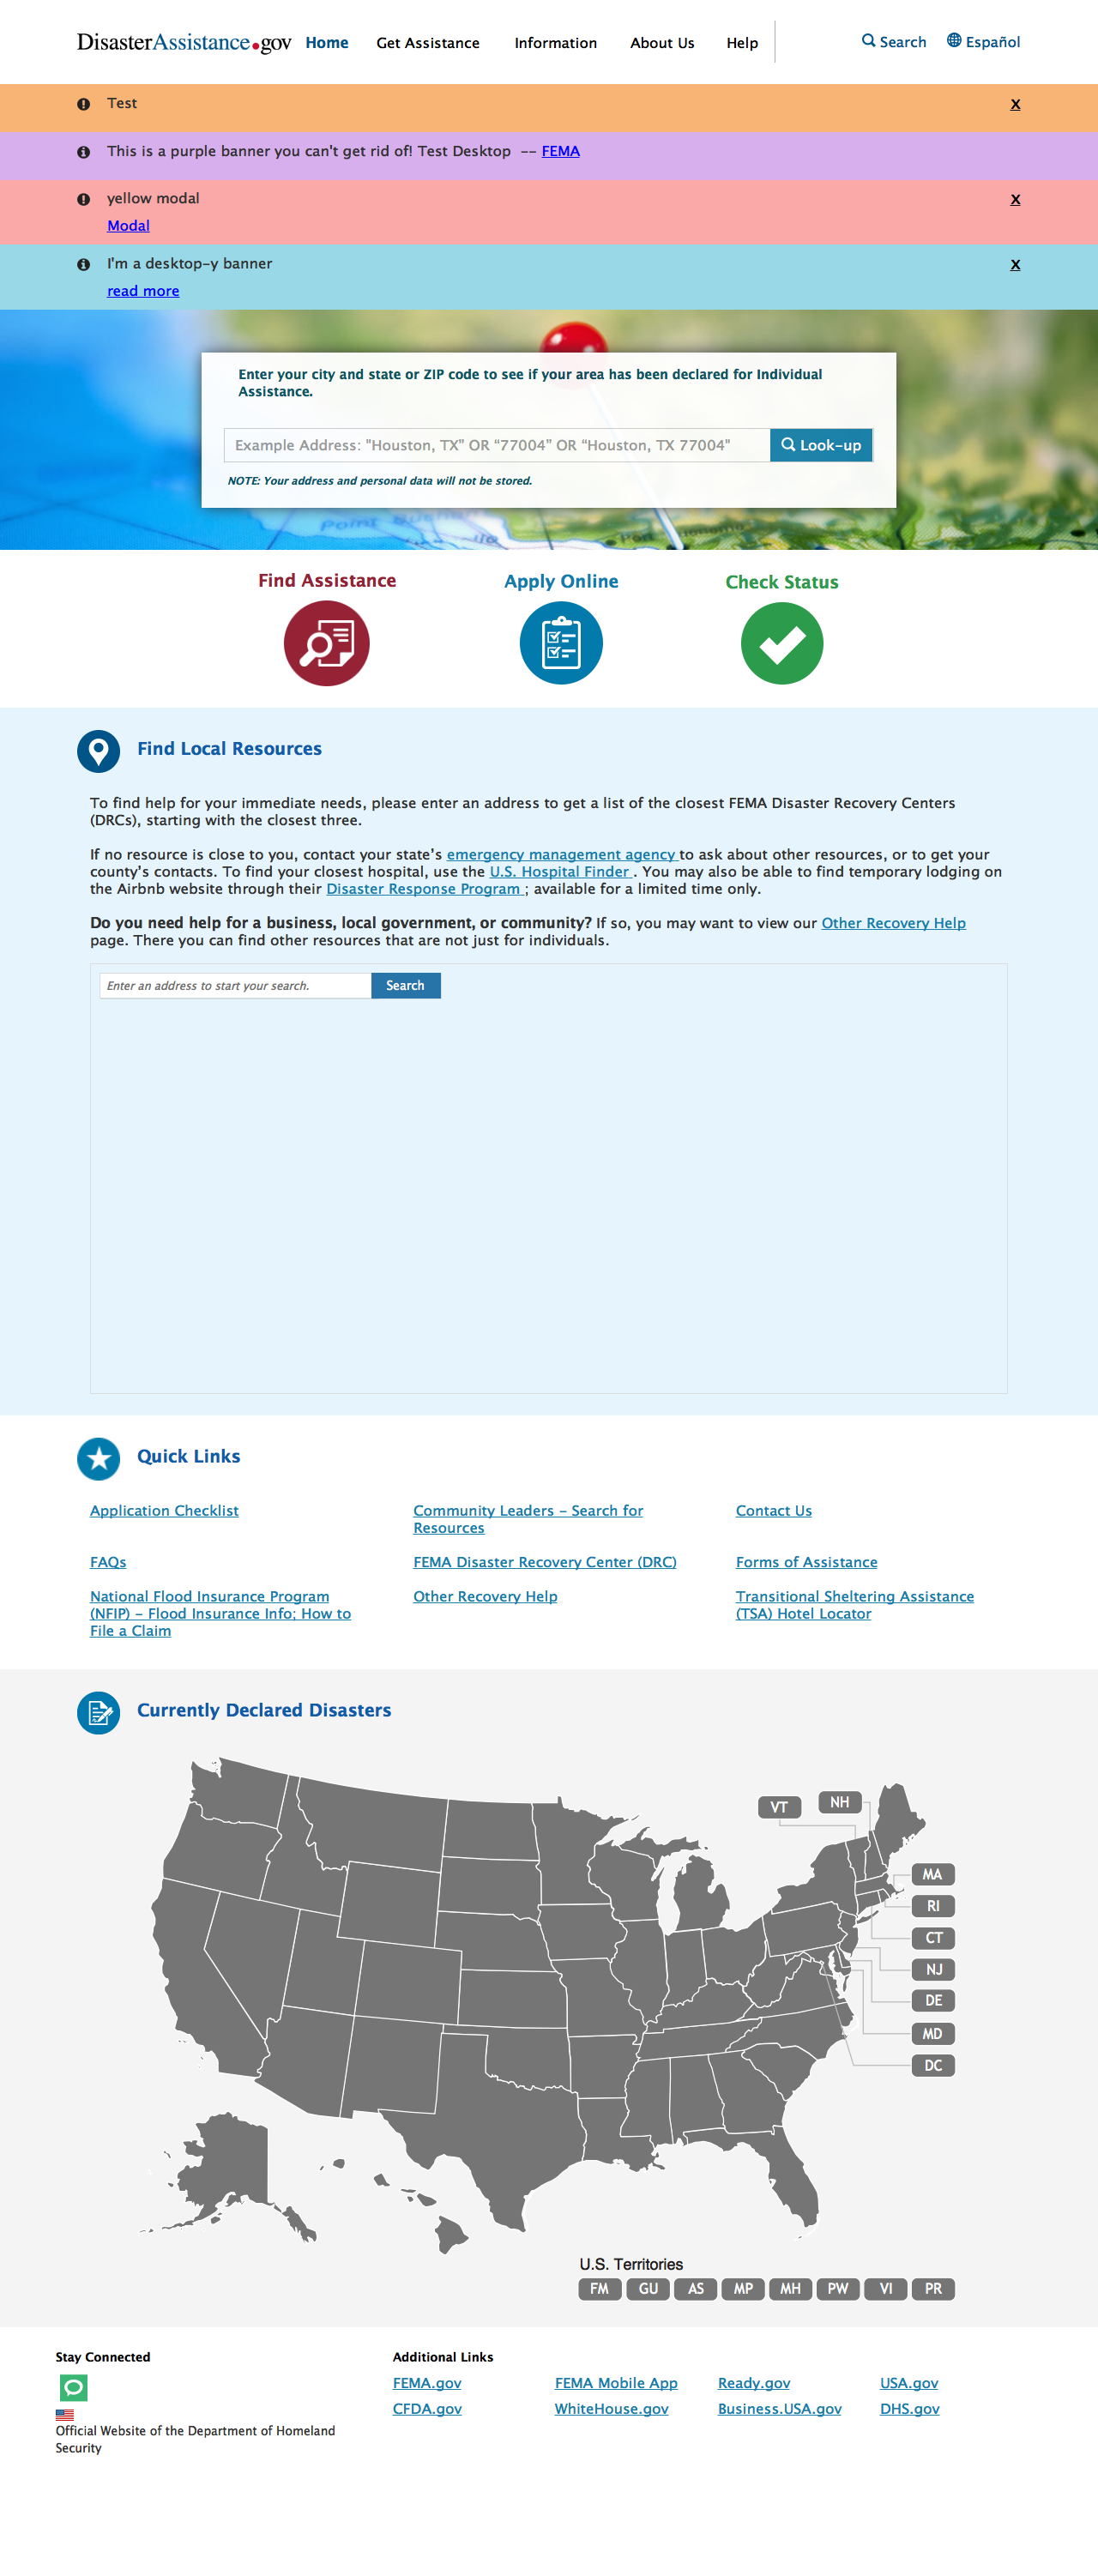 DisasterAssistance.gov Home Get Assistance Information About Us Help Search Español
Test X
This is a purple banner you can't get rid of! Test Desktop -- FEMA
yellow modal X
Modal
I'm a desktop-y banner X
read more
Enter your city and state or ZIP code to see if your area has been declared for Individual
Assistance.
Example Address: "Houston, TX” OR “77004” OR “Houston, TX 77004" Look-up
NOTE: Your address and personal data will not be stored.
Find Assistance Apply Online Check Status
Find Local Resources
To find help for your immediate needs, please enter an address to get a list of the closest FEMA Disaster Recovery Centers
(DRCs), starting with the closest three.
If no resource is close to you, contact your state’s emergency management agency to ask about other resources, or to get your
county’s contacts. To find your closest hospital, use the U.S. Hospital Finder . You may also be able to find temporary lodging on
the Airbnb website through their Disaster Response Program ; available for a limited time only.
Do you need help for a business, local government, or community? If so, you may want to view our Other Recovery Help
page. There you can find other resources that are not just for individuals.
Enter an address to start your search. Search
Quick Links
Application Checklist
Community Leaders - Search for
Resources
Contact Us
FAQs
FEMA Disaster Recovery Center (DRC)
Forms of Assistance
National Flood Insurance Program
(NFIP) - Flood Insurance Info; How to
File a Claim
Other Recovery Help
Transitional Sheltering Assistance
(TSA) Hotel Locator
Currently Declared Disasters
VT NH
MA
RI
CT
NJ
DE
MD
DC
U.S. Territories
FM GU AS MP MH PW VI PR
Stay Connected
Official Website of the Department of Homeland
Security
Additional Links
FEMA.gov FEMA Mobile App Ready.gov USA.gov
CFDA.gov WhiteHouse.gov Business.USA.gov DHS.gov